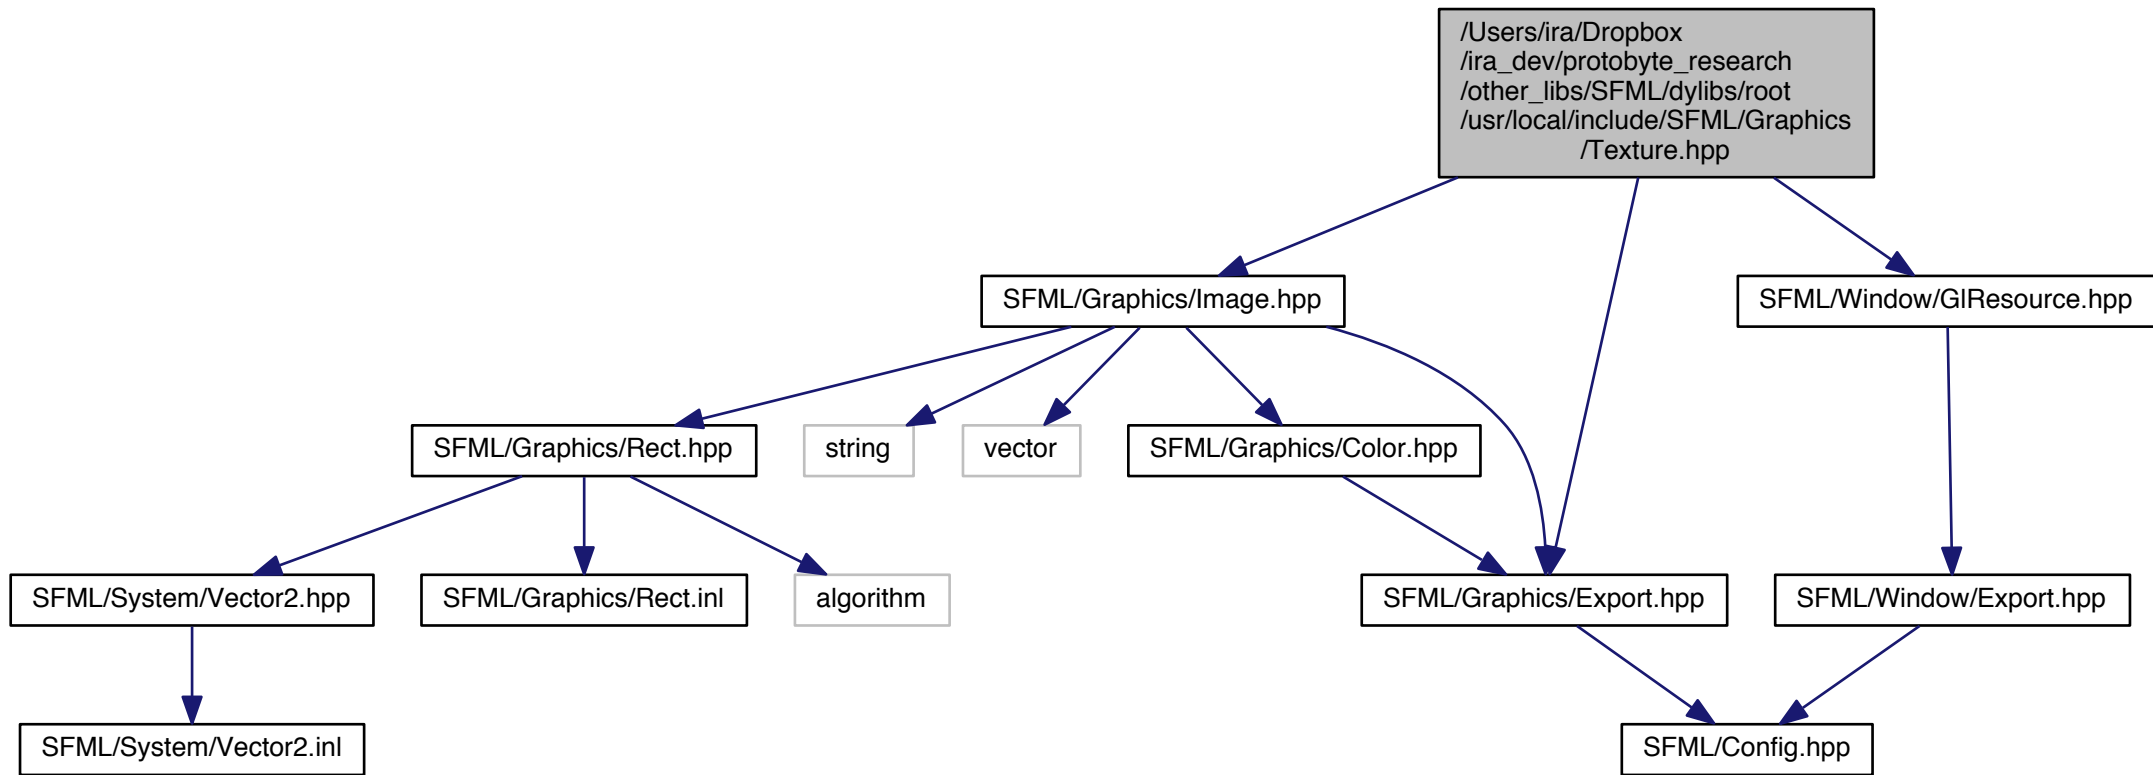 /Users/ira/Dropbox
/ira_dev/protobyte_research
/other_libs/SFML/dylibs/root
/usr/local/include/SFML/Graphics
/Texture.hpp
SFML/Graphics/Image.hpp
SFML/Window/GlResource.hpp
SFML/Graphics/Rect.hpp
string
vector
SFML/Graphics/Color.hpp
SFML/System/Vector2.hpp
SFML/Graphics/Rect.inl
algorithm
SFML/Graphics/Export.hpp
SFML/Window/Export.hpp
SFML/System/Vector2.inl
SFML/Config.hpp